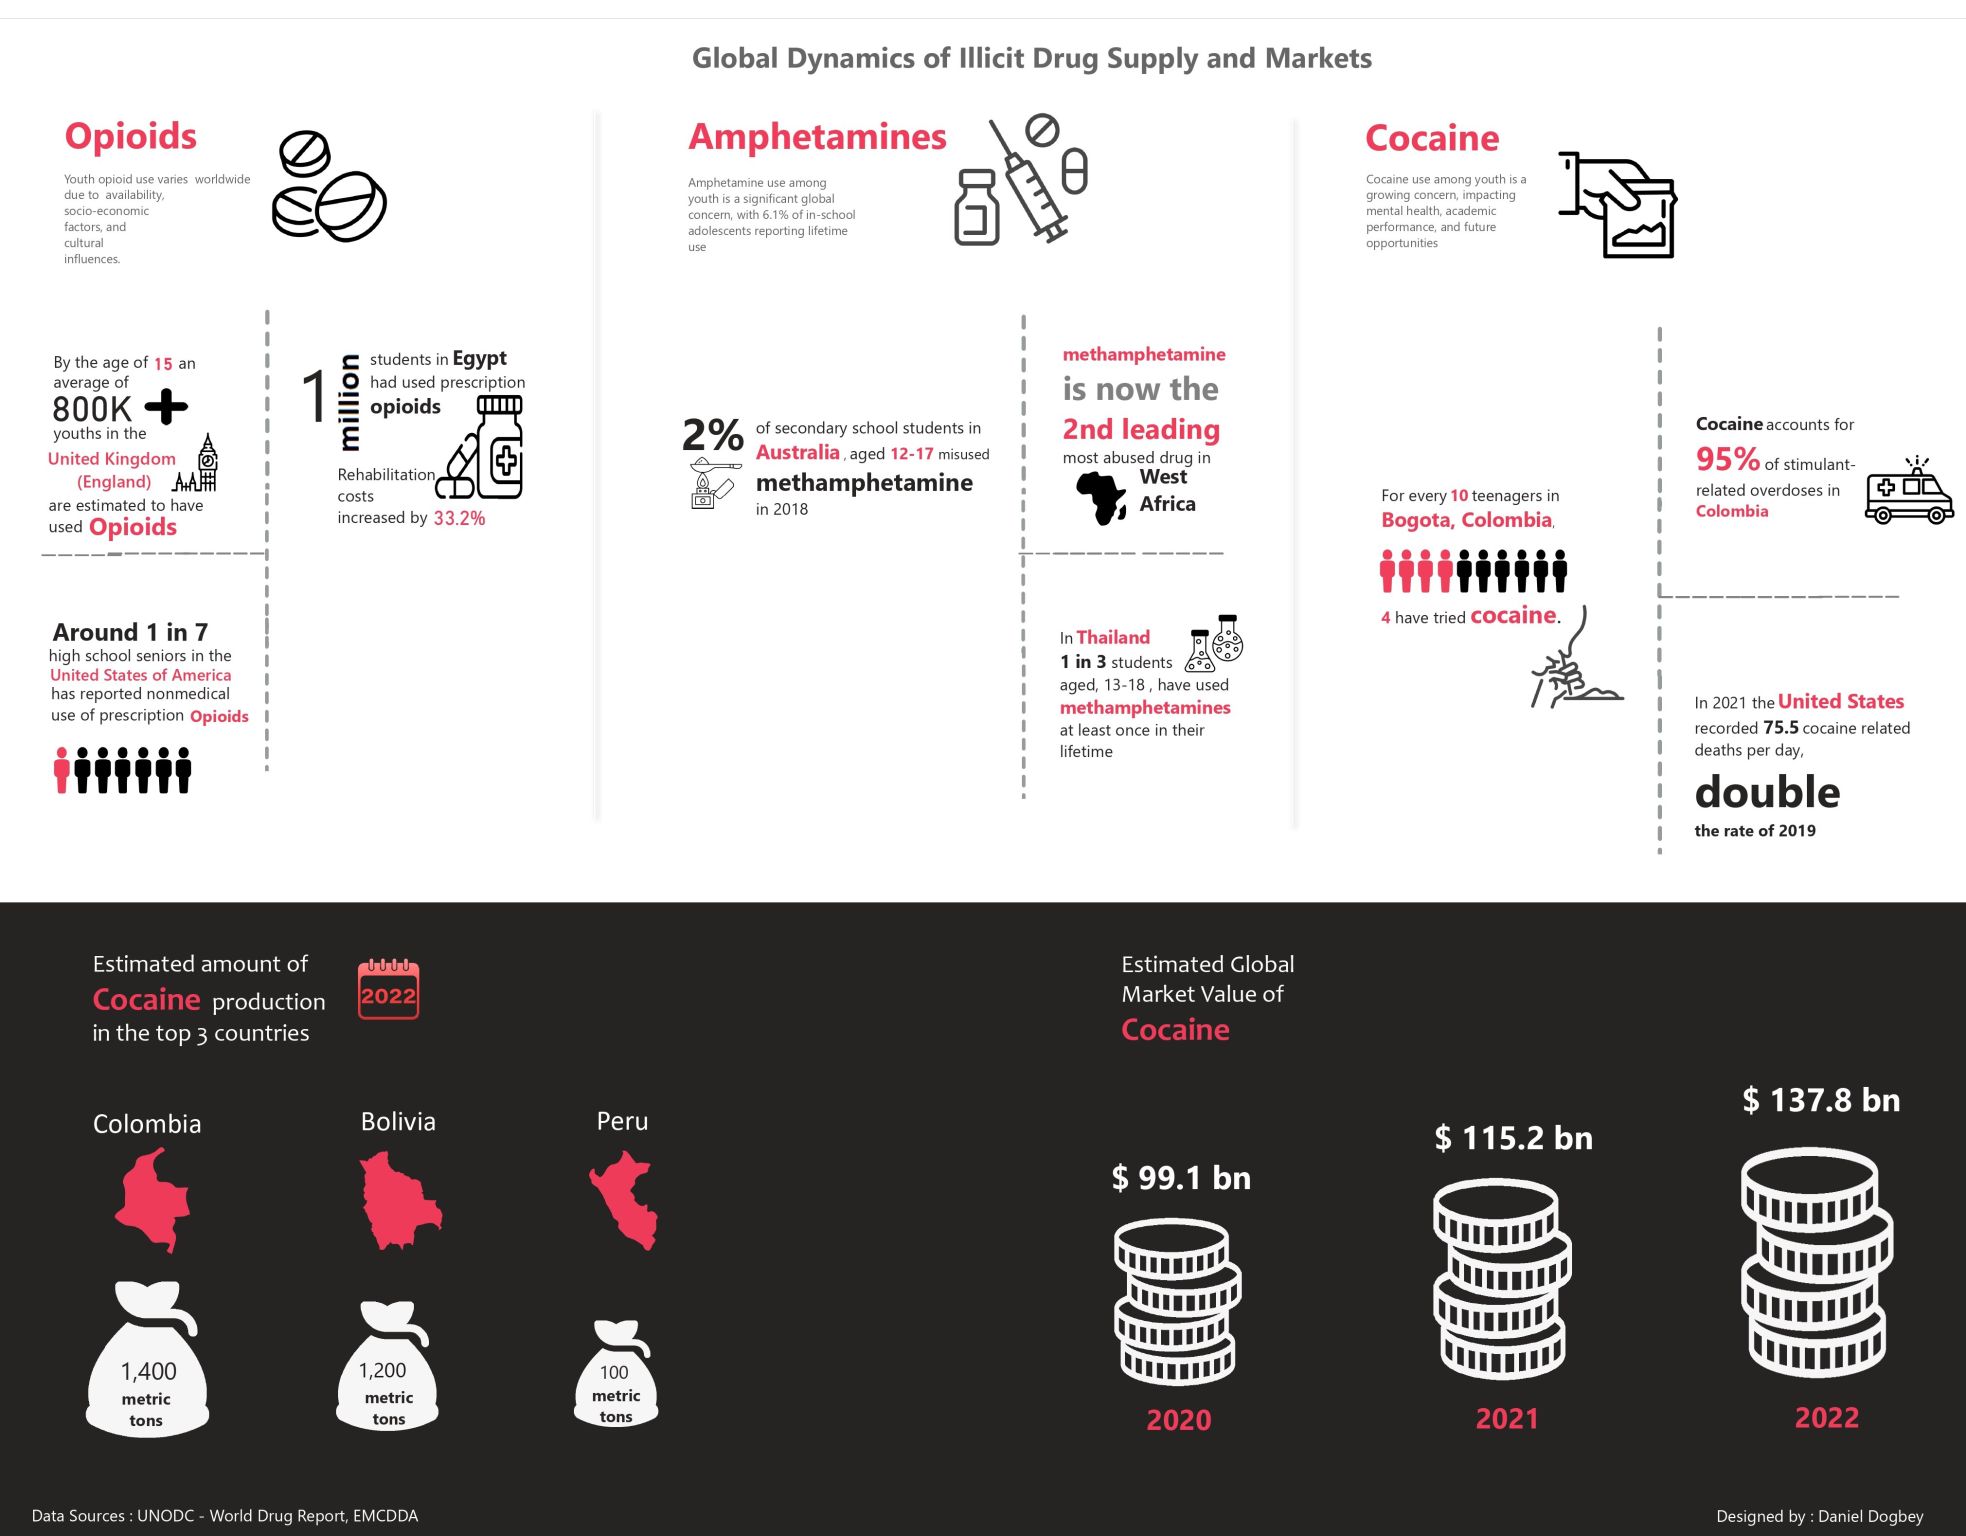 Global Dynamics of Illicit Drug Supply and Markets
Opioids
Youth opioid use varies worldwide
due to availability,
socio-economic
factors, and
cultural
influences.
By the age of 15 an
average of
800K +
youths in the
United Kingdom
(England)
are estimated to have
used Opioids
1 million
students in Egypt
had used prescription
opioids
Rehabilitation
costs
increased by 33.2%
Around 1 in 7
high school seniors in the
United States of America
has reported nonmedical
use of prescription Opioids
Amphetamines
Amphetamine use among
youth is a significant global
concern, with 6.1% of in-school
adolescents reporting lifetime
use
2% of secondary school students in
Australia , aged 12-17 misused
methamphetamine
in 2018
methamphetamine
is now the
2nd leading
most abused drug in
West
Africa
In Thailand
1 in 3 students
aged, 13-18 , have used
methamphetamines
at least once in their
lifetime
Cocaine
Cocaine use among youth is a
growing concern, impacting
mental health, academic
performance, and future
opportunities
For every 10 teenagers in
Bogota, Colombia,
4 have tried cocaine.
Cocaine accounts for
95% of stimulant-
related overdoses in
Colombia
In 2021 the United States
recorded 75.5 cocaine related
deaths per day,
double
the rate of 2019
Estimated amount of
Cocaine production
in the top 3 countries
2022
Colombia
Bolivia
Peru
1,400
metric
tons
1,200
metric
tons
100
metric
tons
Estimated Global
Market Value of
Cocaine
$ 99.1 bn
$ 115.2 bn
$ 137.8 bn
2020
2021
2022
Data Sources : UNODC - World Drug Report, EMCDDA
Designed by : Daniel Dogbey